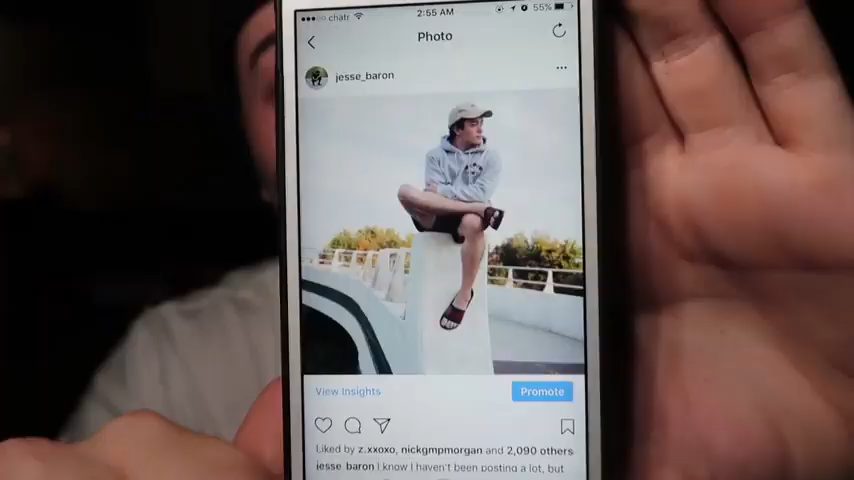 chatr 2:55 AM 55%
Photo
jesse_baron
View Insights Promote
Liked by z.xxoxo, nickgmpmorgan and 2,090 others
jesse_baron I know I haven't been posting a lot, but